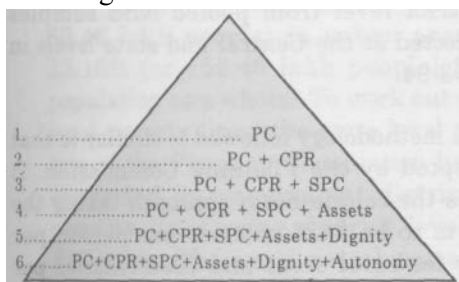 1. PC
2. PC + CPR
3. PC + CPR + SPC
4. PC + CPR + SPC + Assets
5. PC+CPR+SPC+Assets+Dignity
6. PC+CPR+SPC+Assets+Dignity+Autonomy